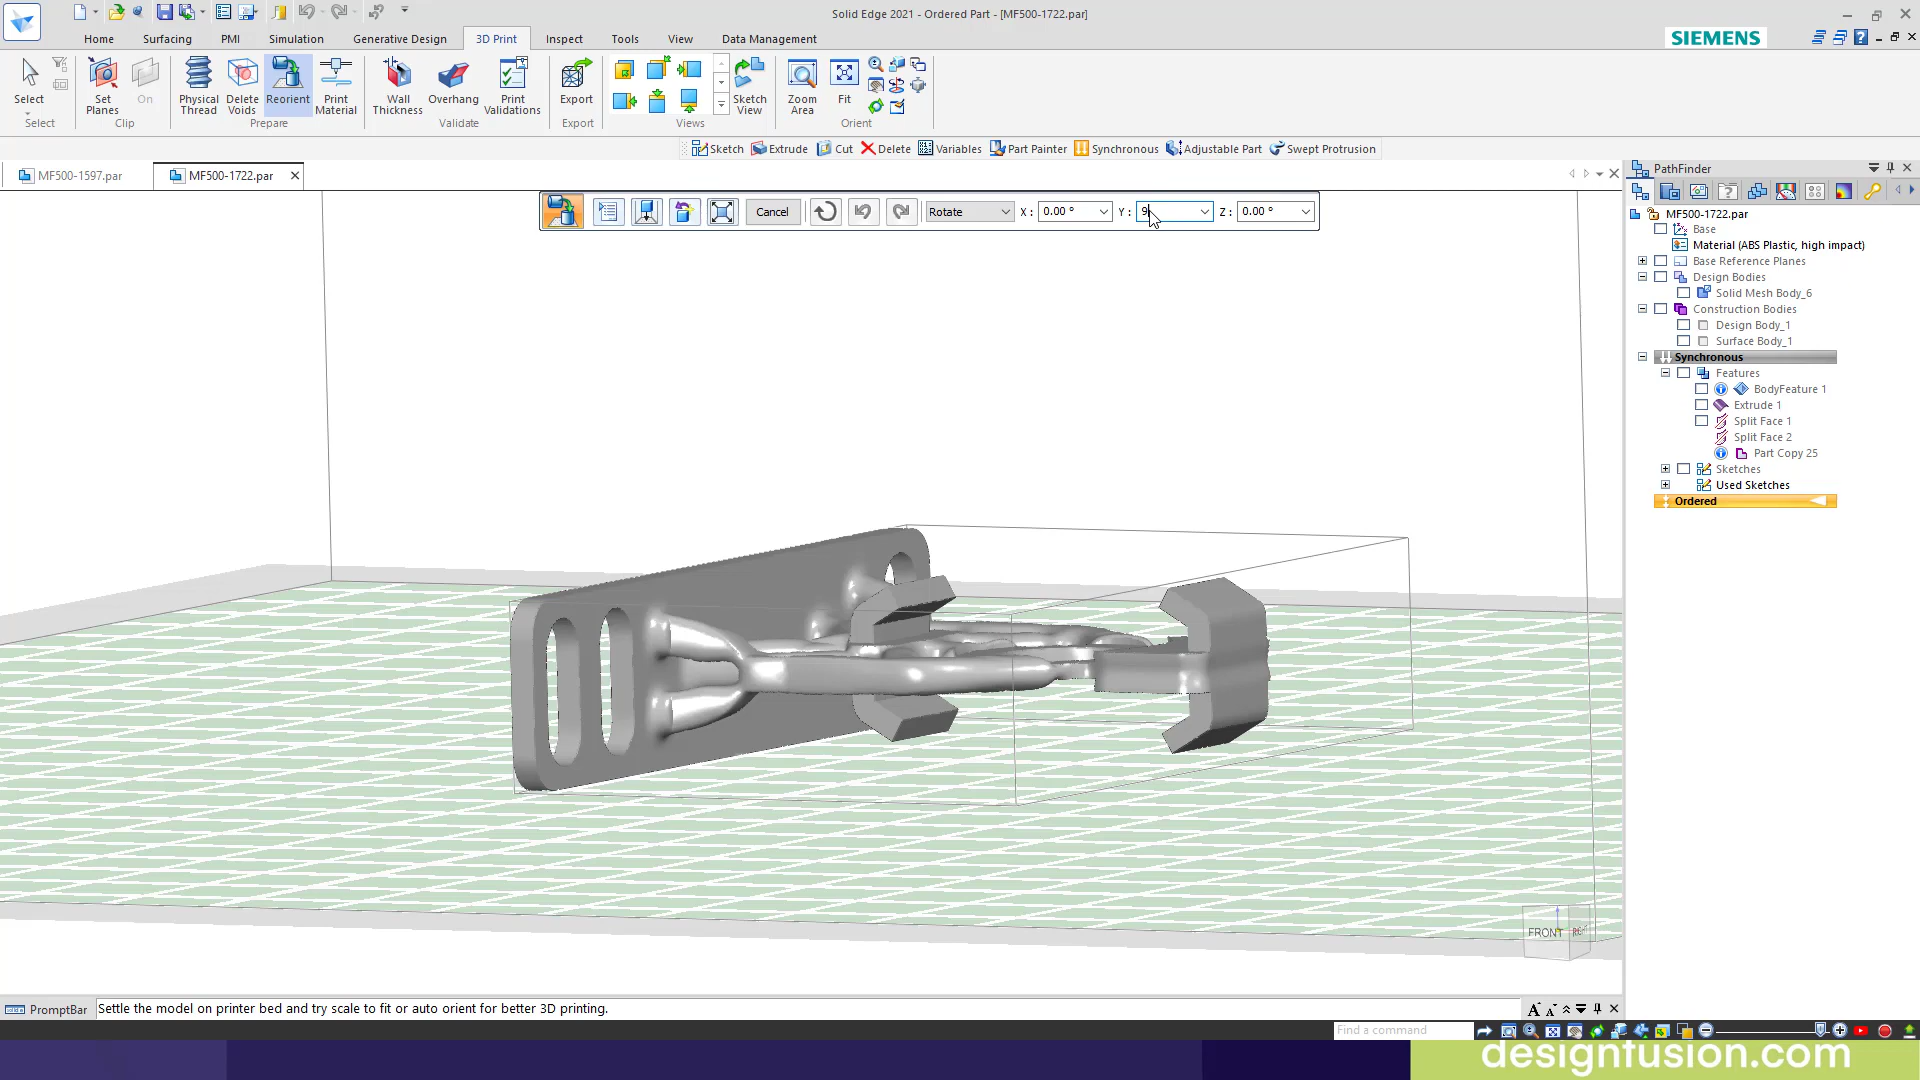 Solid Edge 2021 - Ordered Part - [MF500-1722.par]
Home
Surfacing
PMI
Simulation
Generative Design
3D Print
Inspect
Tools
View
Data Management
SIEMENS
Select
Set Planes
On
Physical Thread
Delete Voids
Reorient
Print Material
Wall Thickness
Overhang
Print Validations
Export
Sketch View
Zoom Area
Fit
Select
Clip
Prepare
Validate
Export
Views
Orient
Sketch
Extrude
Cut
Delete
Variables
Part Painter
Synchronous
Adjustable Part
Swept Protrusion
MF500-1597.par
MF500-1722.par
Cancel
Rotate
X: 0.00 °
Y: 9
Z: 0.00 °
PathFinder
MF500-1722.par
Base
Material (ABS Plastic, high impact)
Base Reference Planes
Design Bodies
Solid Mesh Body_6
Construction Bodies
Design Body_1
Surface Body_1
Synchronous
Features
BodyFeature 1
Extrude 1
Split Face 1
Split Face 2
Part Copy 25
Sketches
Used Sketches
Ordered
FRONT
PromptBar
Settle the model on printer bed and try scale to fit or auto orient for better 3D printing.
Find a command
designfusion.com